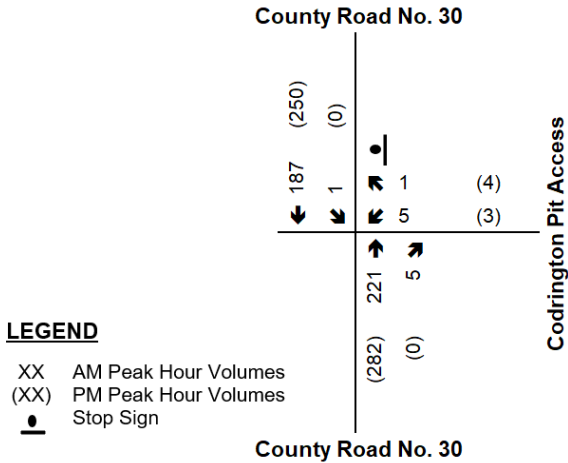 County Road No. 30
(250) (0)
187 1
1 (4)
5 (3)
Codrington Pit Access
221 5
(282) (0)
LEGEND
XX AM Peak Hour Volumes
(XX) PM Peak Hour Volumes
Stop Sign
County Road No. 30